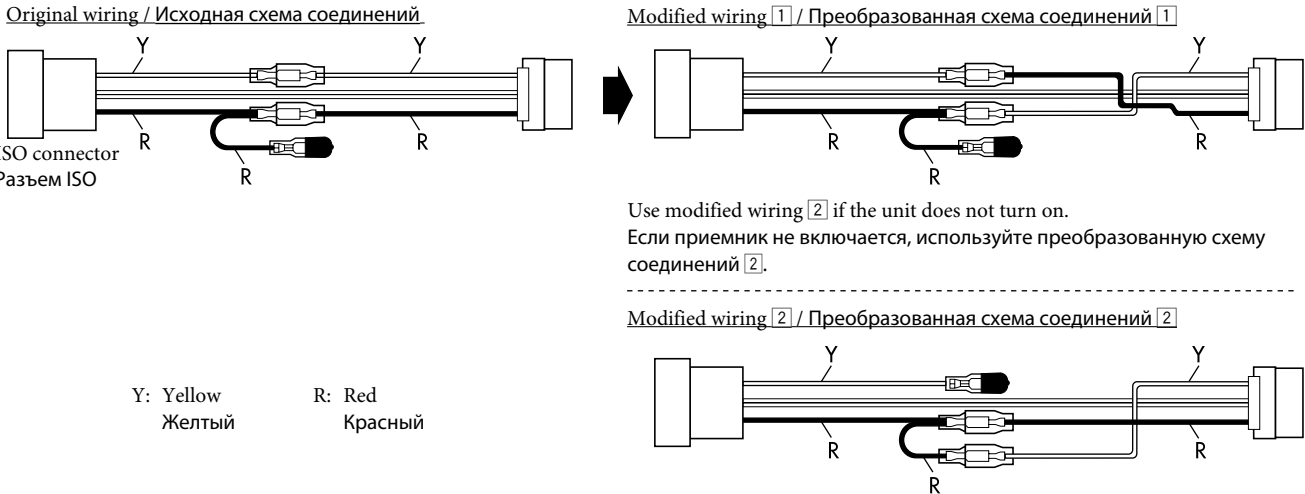 Original wiring / Исходная схема соединений
Y Y
R R
R
ISO connector
Разъем ISO
Modified wiring 1 / Преобразованная схема соединений 1
Y Y
R R
R
Use modified wiring 2 if the unit does not turn on.
Если приемник не включается, используйте преобразованную схему
соединений 2.
Modified wiring 2 / Преобразованная схема соединений 2
Y Y
R R
R
Y: Yellow R: Red
Желтый Красный